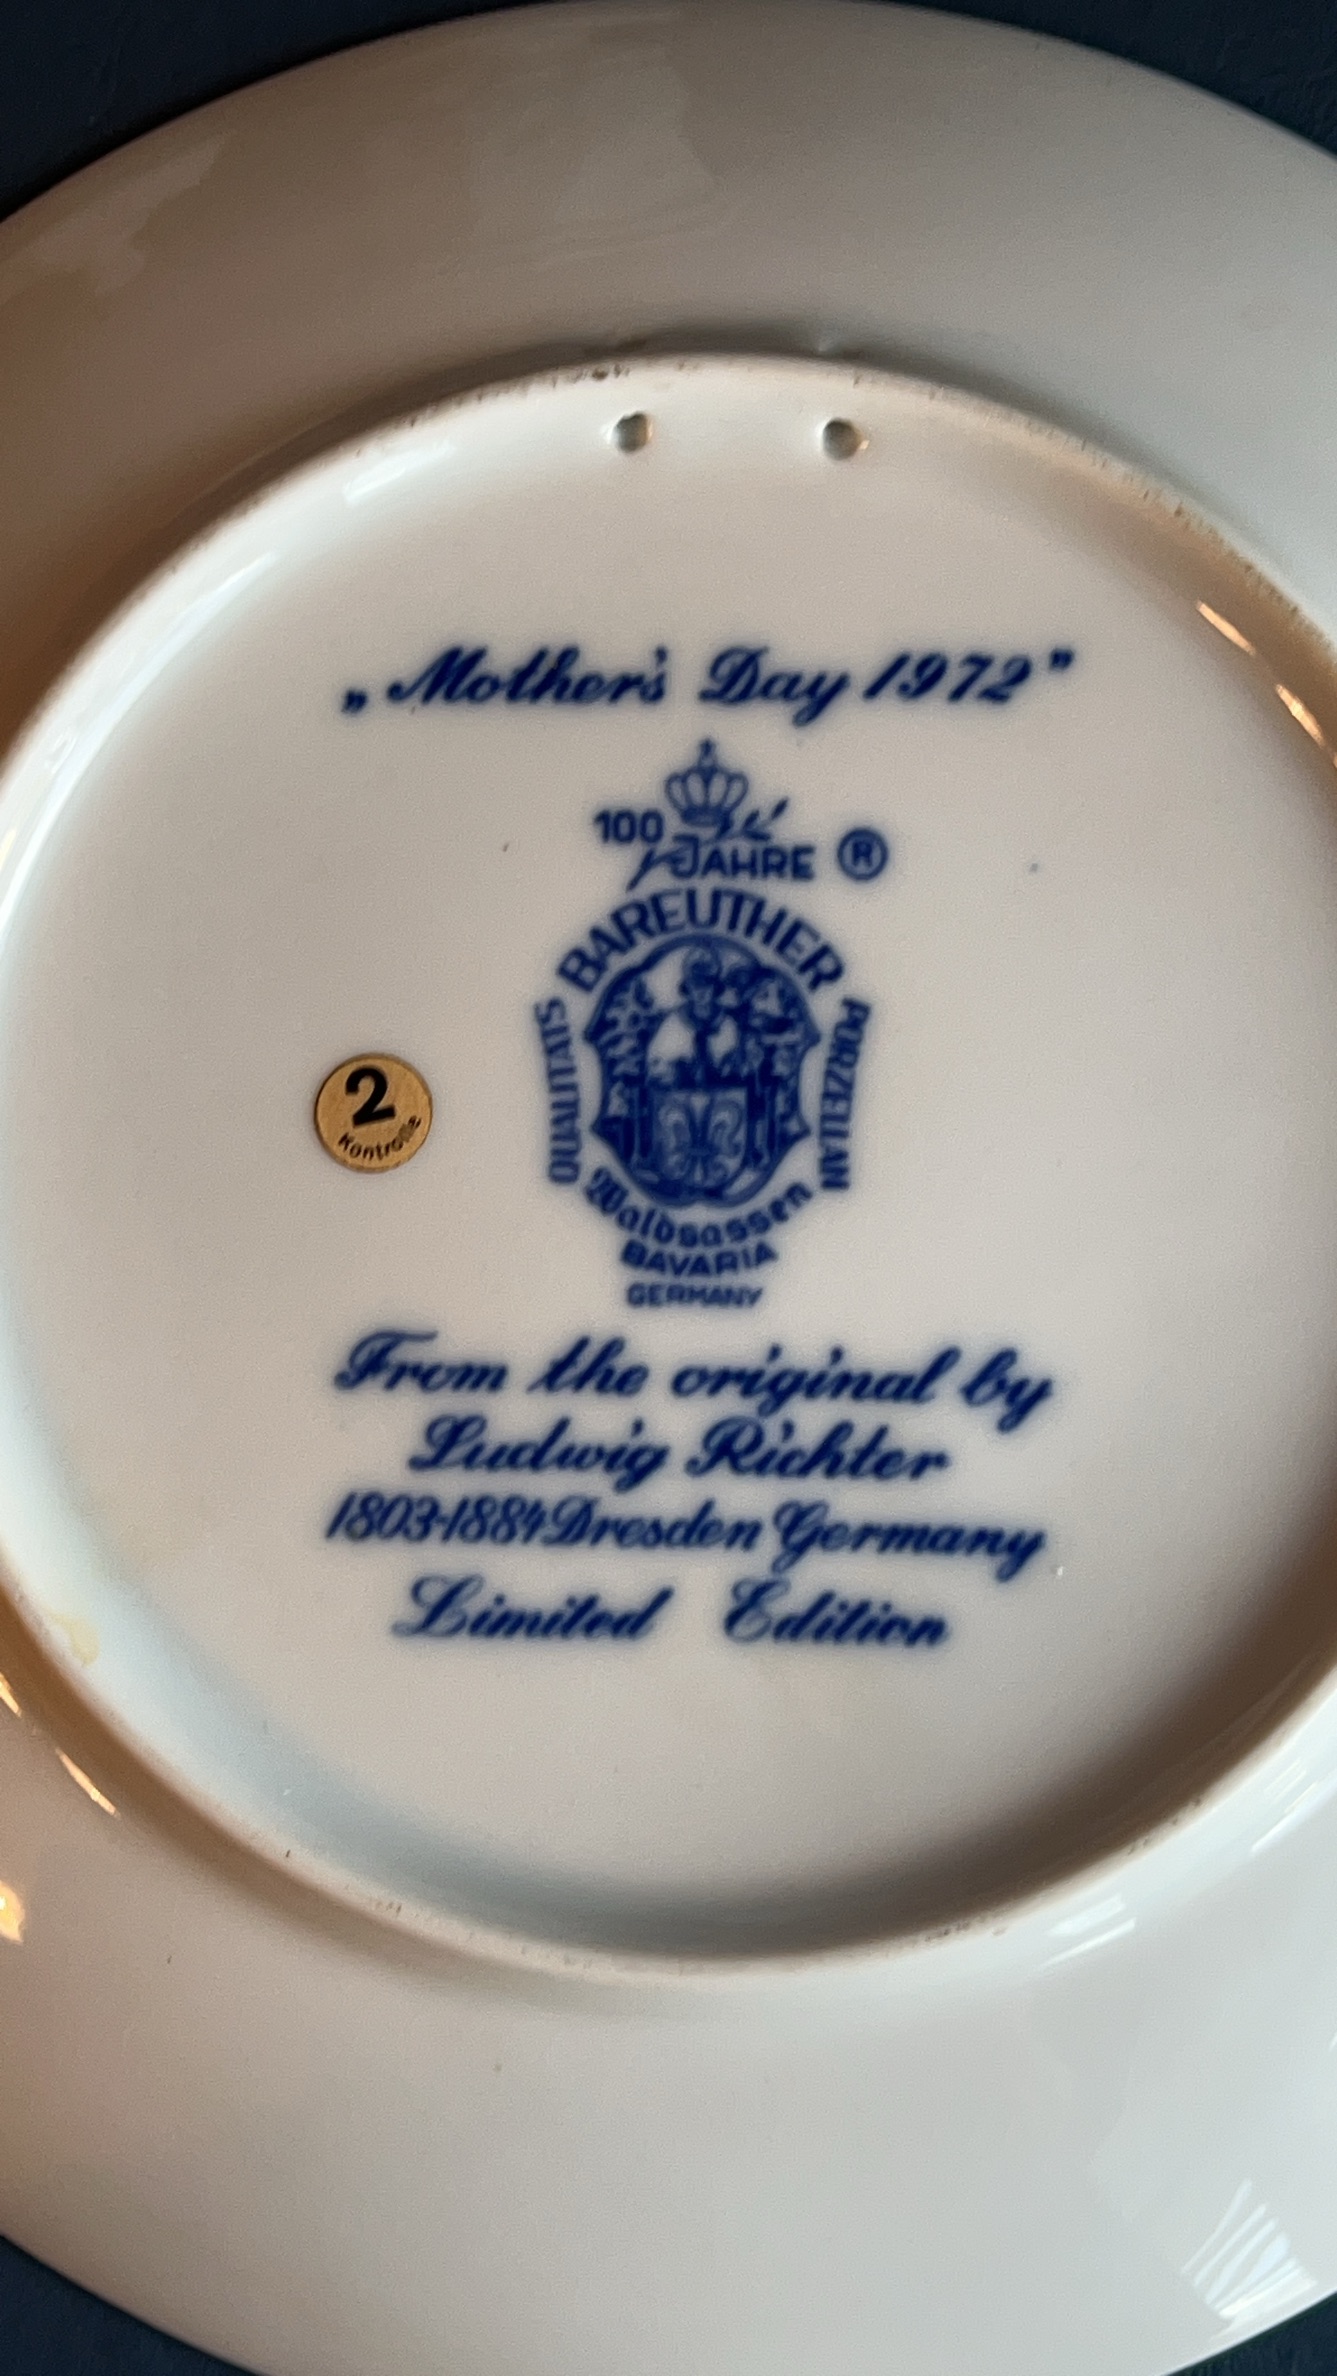 „Mother's Day 1972”
100
JAHRE ®
BAREUTHER
QUALITÄTS
PORZELLAN
Waldsassen
BAVARIA
GERMANY
2
Kontrolle
From the original by
Ludwig Richter
1803-1884 Dresden Germany
Limited Edition